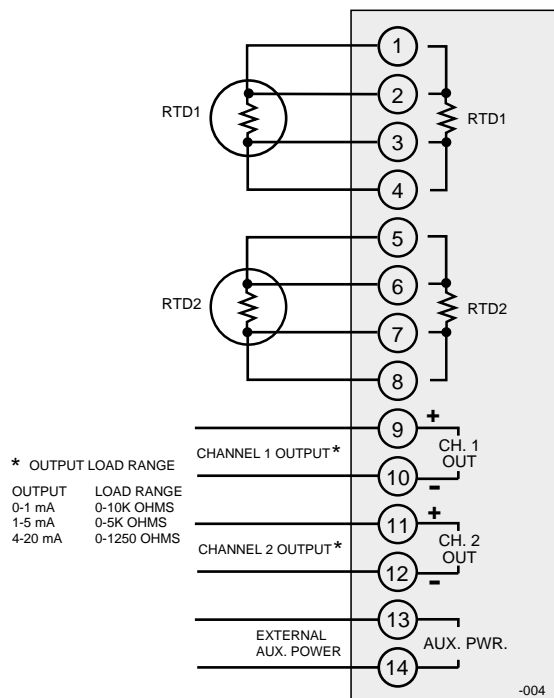 1
2
RTD1
RTD1
3
4
5
6
RTD2
RTD2
7
8
9 +
CHANNEL 1 OUTPUT*
CH. 1
OUT
10 -
* OUTPUT LOAD RANGE
OUTPUT LOAD RANGE
0-1 mA 0-10K OHMS
1-5 mA 0-5K OHMS
4-20 mA 0-1250 OHMS
11 +
CHANNEL 2 OUTPUT*
CH. 2
OUT
12 -
13
EXTERNAL
AUX. POWER
AUX. PWR.
14
-004